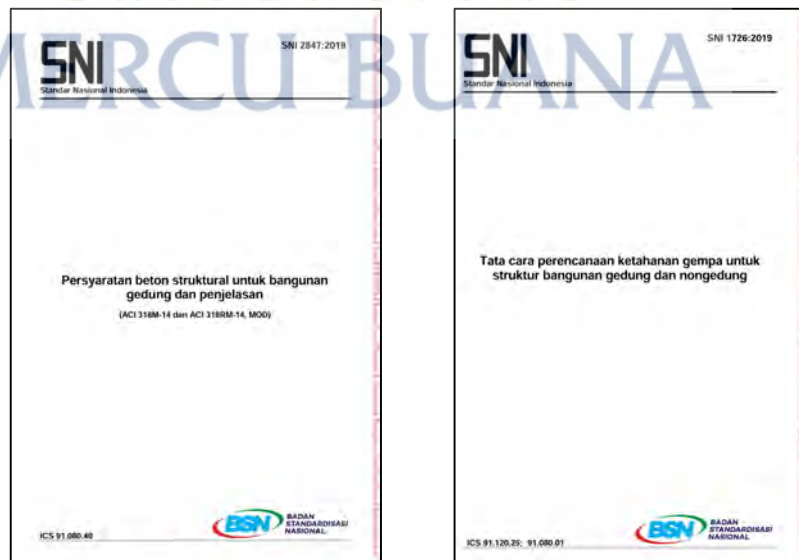 MERCU BUANA
SNI
Standar Nasional Indonesia
SNI 2847:2019
Persyaratan beton struktural untuk bangunan
gedung dan penjelasan
(ACI 318M-14 dan ACI 318RM-14, MOD)
ICS 91.080.40
BSN
BADAN
STANDARDISASI
NASIONAL
SNI
Standar Nasional Indonesia
SNI 1726:2019
Tata cara perencanaan ketahanan gempa untuk
struktur bangunan gedung dan nongedung
ICS 91.120.25; 91.080.01
BSN
BADAN
STANDARDISASI
NASIONAL